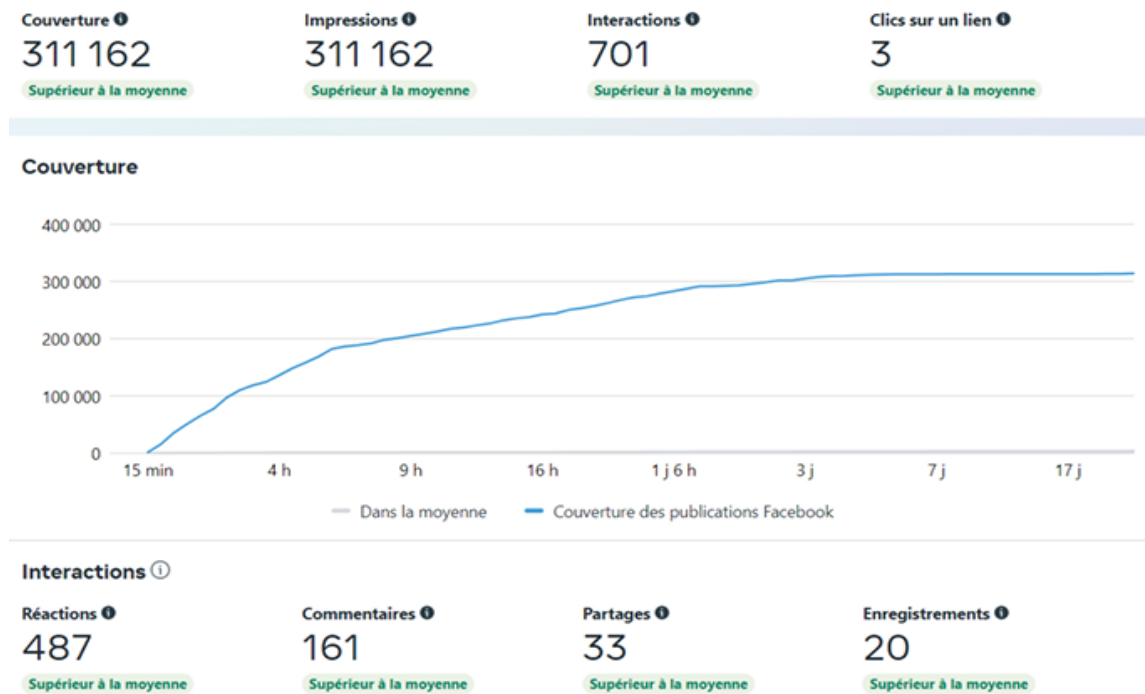 Couverture Impressions Interactions Clics sur un lien
311 162 311 162 701 3
Supérieur à la moyenne Supérieur à la moyenne Supérieur à la moyenne Supérieur à la moyenne
Couverture
400 000
300 000
200 000
100 000
0
15 min 4 h 9 h 16 h 1 j 6 h 3 j 7 j 17 j
Dans la moyenne Couverture des publications Facebook
Interactions
Réactions Commentaires Partages Enregistrements
487 161 33 20
Supérieur à la moyenne Supérieur à la moyenne Supérieur à la moyenne Supérieur à la moyenne